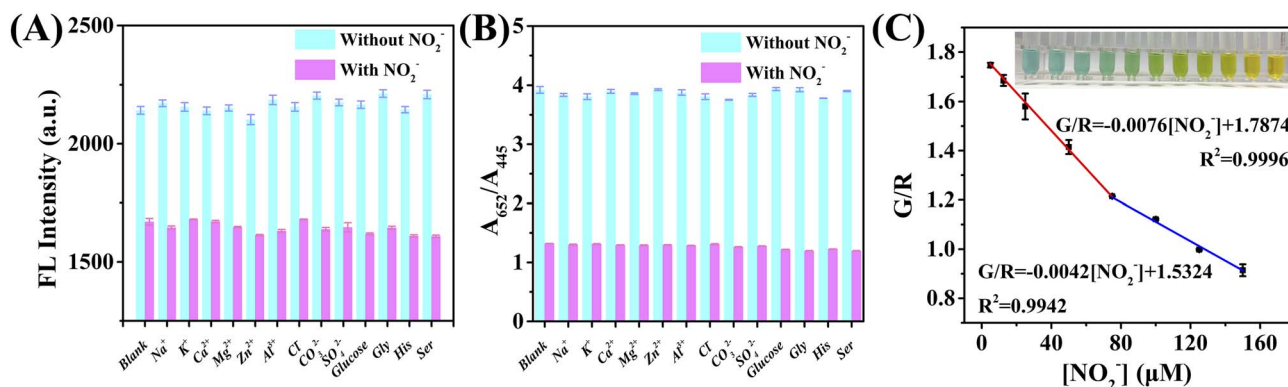 (A)
2500
2000
1500
FL Intensity (a.u.)
Without NO₂⁻
With NO₂⁻
Blank Na⁺ K⁺ Ca²⁺ Mg²⁺ Zn²⁺ Al³⁺ Cl⁻ CO₃²⁻ SO₄²⁻ Glucose Gly His Ser
(B)
5
4
3
2
1
0
A₆₅₂/A₄₄₅
Without NO₂⁻
With NO₂⁻
Blank Na⁺ K⁺ Ca²⁺ Mg²⁺ Zn²⁺ Al³⁺ Cl⁻ CO₃²⁻ SO₄²⁻ Glucose Gly His Ser
(C)
1.8
1.6
1.4
1.2
1.0
0.8
G/R
G/R=-0.0076[NO₂⁻]+1.7874
R²=0.9996
G/R=-0.0042[NO₂⁻]+1.5324
R²=0.9942
0 40 80 120 160
[NO₂⁻] (μM)